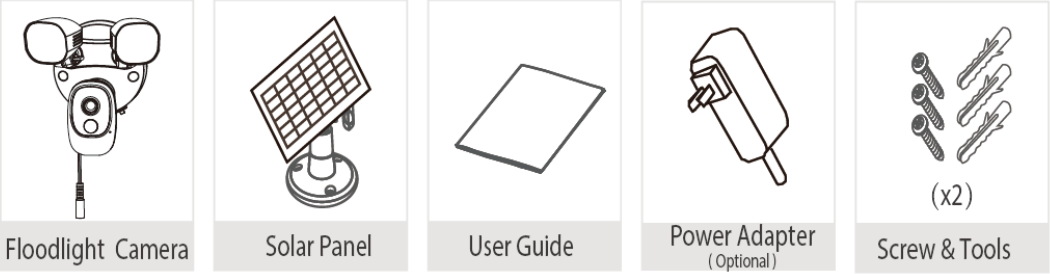 (x2)
Floodlight Camera
Solar Panel
User Guide
Power Adapter
( Optional )
Screw & Tools